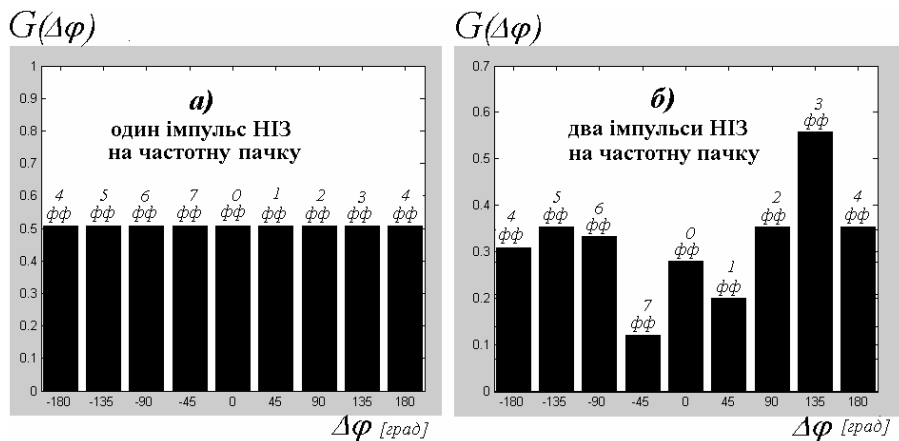 G(Δφ)
1
0.9
0.8
0.7
0.6
0.5
0.4
0.3
0.2
0.1
0
а)
один імпульс НІЗ
на частотну пачку
4 5 6 7 0 1 2 3 4
фф фф фф фф фф фф фф фф фф
-180 -135 -90 -45 0 45 90 135 180
Δφ [град]
G(Δφ)
0.7
0.6
0.5
0.4
0.3
0.2
0.1
0
б)
два імпульси НІЗ
на частотну пачку
4
фф
5
фф
6
фф
7
фф
0
фф
1
фф
2
фф
3
фф
4
фф
-180 -135 -90 -45 0 45 90 135 180
Δφ [град]